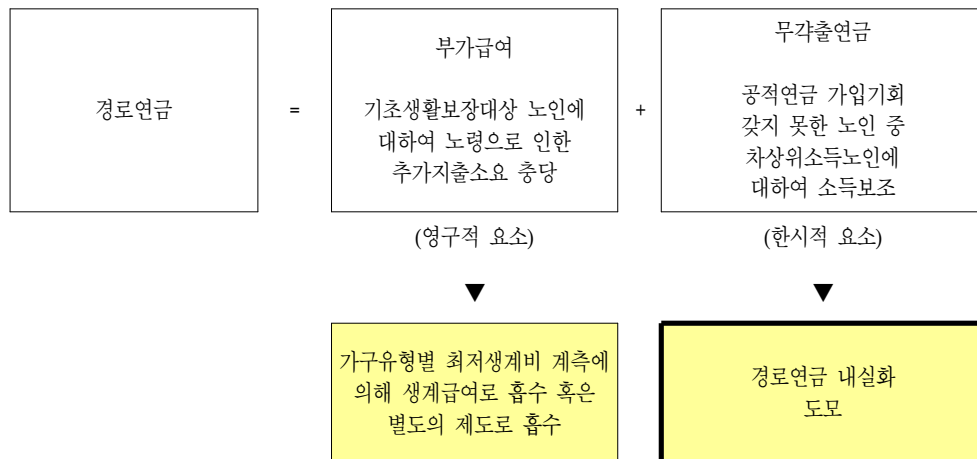 경로연금
=
부가급여
기초생활보장대상 노인에
대하여 노령으로 인한
추가지출소요 충당
+
무갹출연금
공적연금 가입기회
갖지 못한 노인 중
차상위소득노인에
대하여 소득보조
(영구적 요소)
(한시적 요소)
▼
▼
가구유형별 최저생계비 계측에
의해 생계급여로 흡수 혹은
별도의 제도로 흡수
경로연금 내실화
도모